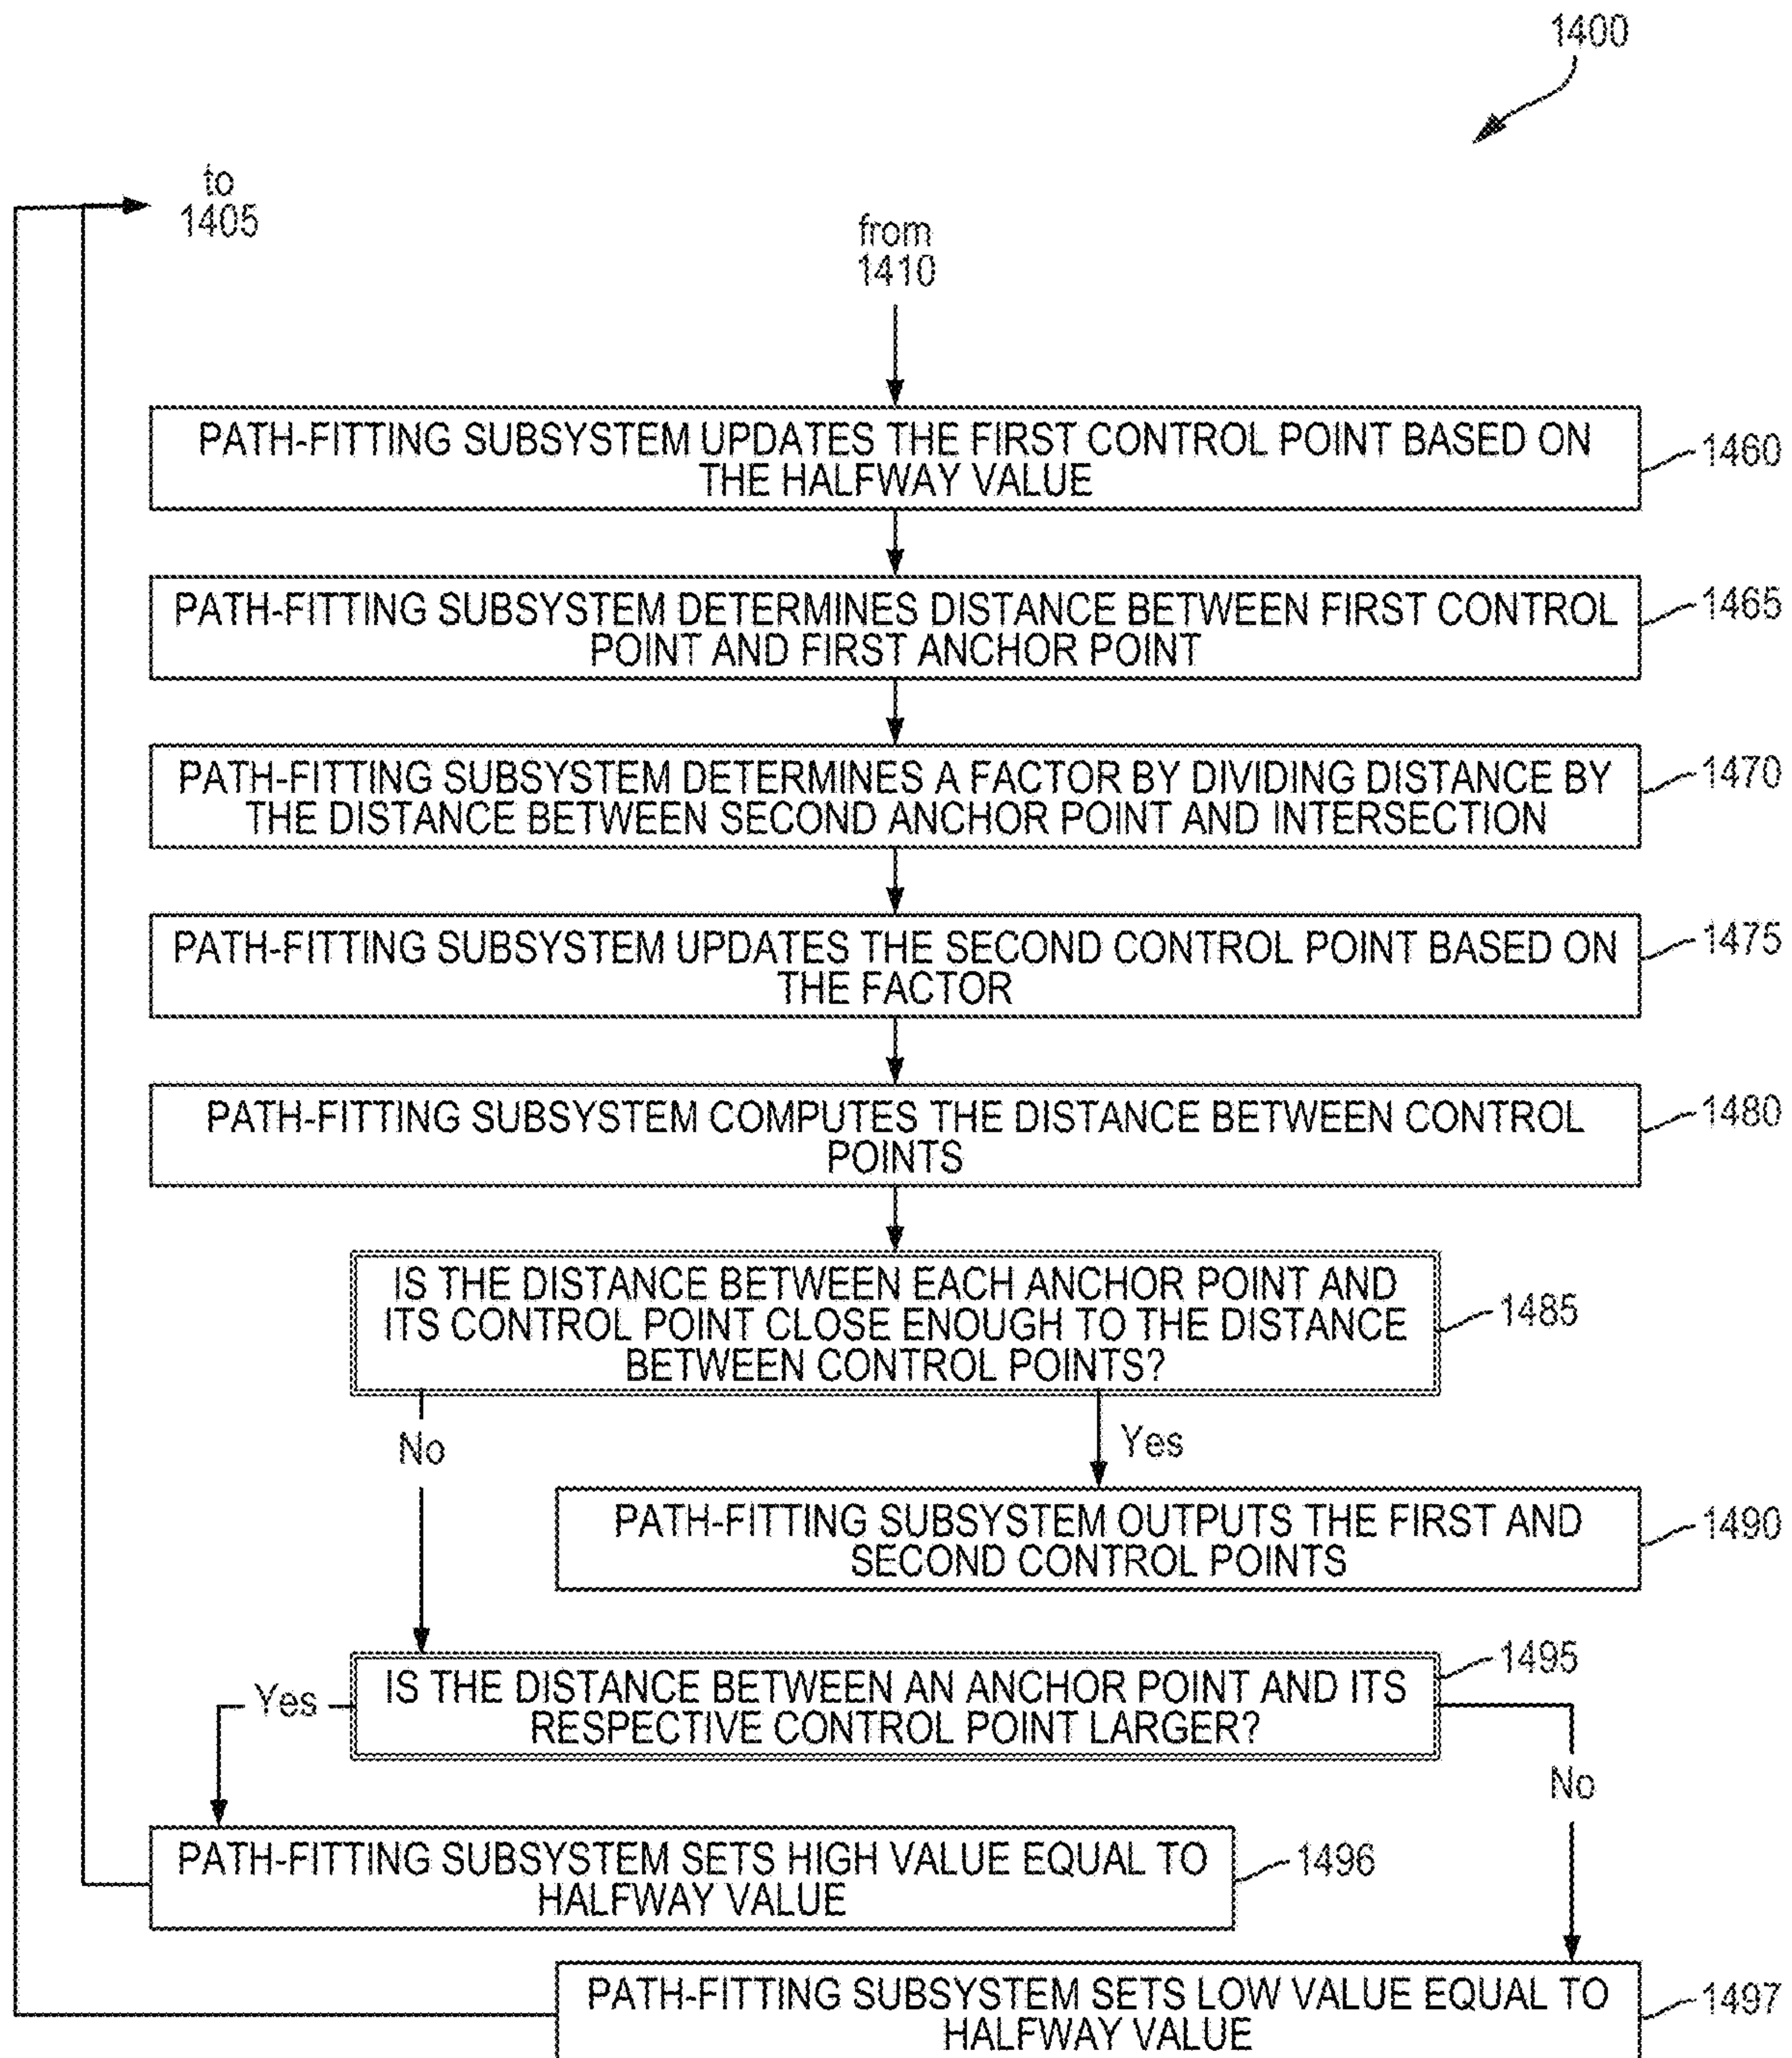 1400
to
1405
from
1410
PATH-FITTING SUBSYSTEM UPDATES THE FIRST CONTROL POINT BASED ON
THE HALFWAY VALUE
1460
PATH-FITTING SUBSYSTEM DETERMINES DISTANCE BETWEEN FIRST CONTROL
POINT AND FIRST ANCHOR POINT
1465
PATH-FITTING SUBSYSTEM DETERMINES A FACTOR BY DIVIDING DISTANCE BY
THE DISTANCE BETWEEN SECOND ANCHOR POINT AND INTERSECTION
1470
PATH-FITTING SUBSYSTEM UPDATES THE SECOND CONTROL POINT BASED ON
THE FACTOR
1475
PATH-FITTING SUBSYSTEM COMPUTES THE DISTANCE BETWEEN CONTROL
POINTS
1480
IS THE DISTANCE BETWEEN EACH ANCHOR POINT AND
ITS CONTROL POINT CLOSE ENOUGH TO THE DISTANCE
BETWEEN CONTROL POINTS?
1485
No
Yes
PATH-FITTING SUBSYSTEM OUTPUTS THE FIRST AND
SECOND CONTROL POINTS
1490
IS THE DISTANCE BETWEEN AN ANCHOR POINT AND ITS
RESPECTIVE CONTROL POINT LARGER?
1495
Yes
No
PATH-FITTING SUBSYSTEM SETS HIGH VALUE EQUAL TO
HALFWAY VALUE
1496
PATH-FITTING SUBSYSTEM SETS LOW VALUE EQUAL TO
HALFWAY VALUE
1497